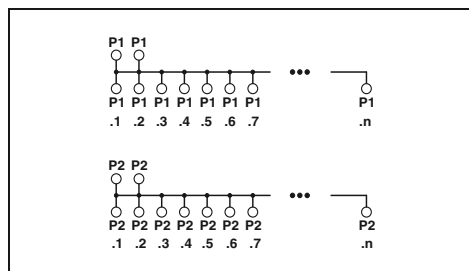 P1 P1
•••
P1 P1 P1 P1 P1 P1 P1 P1
.1 .2 .3 .4 .5 .6 .7 .n
P2 P2
•••
P2 P2 P2 P2 P2 P2 P2 P2
.1 .2 .3 .4 .5 .6 .7 .n